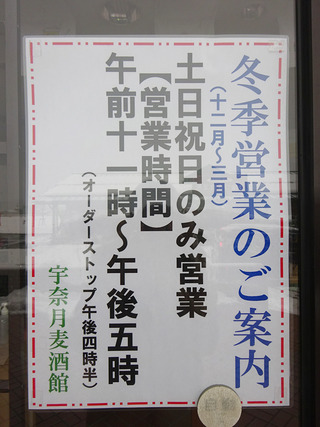 冬季営業のご案内
(十二月～三月)
土日祝日のみ営業
【営業時間】
午前十一時～午後五時
(オーダーストップ午後四時半)
宇奈月麦酒館